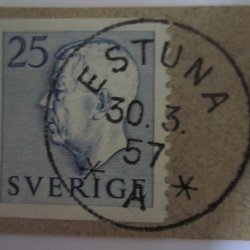 25
ESTUNA
30. 3.
57
* A *
SVERIGE